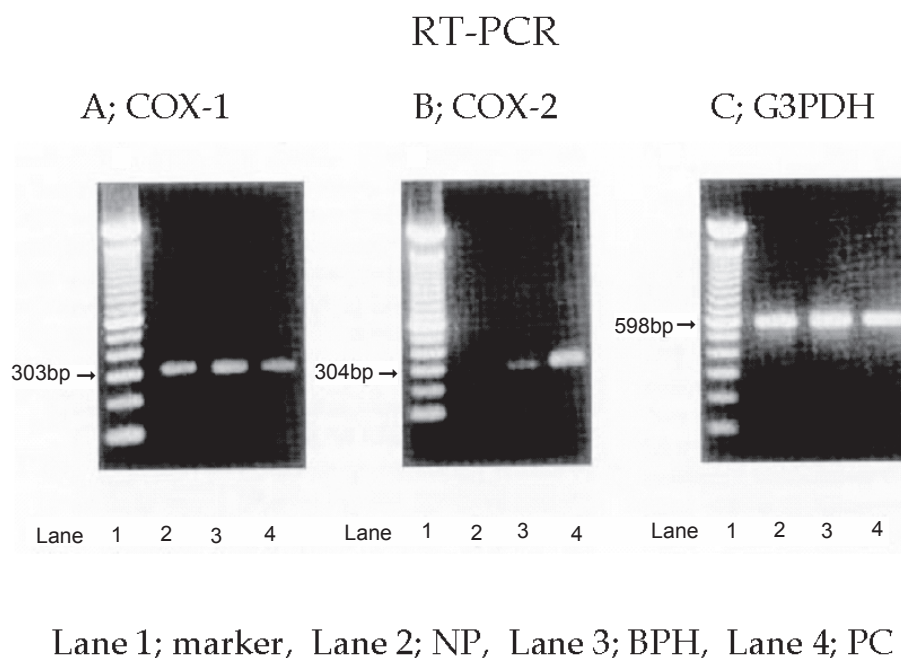 RT-PCR
A; COX-1 B; COX-2 C; G3PDH
598bp→
303bp→ 304bp→
Lane 1 2 3 4 Lane 1 2 3 4 Lane 1 2 3 4
Lane 1; marker, Lane 2; NP, Lane 3; BPH, Lane 4; PC